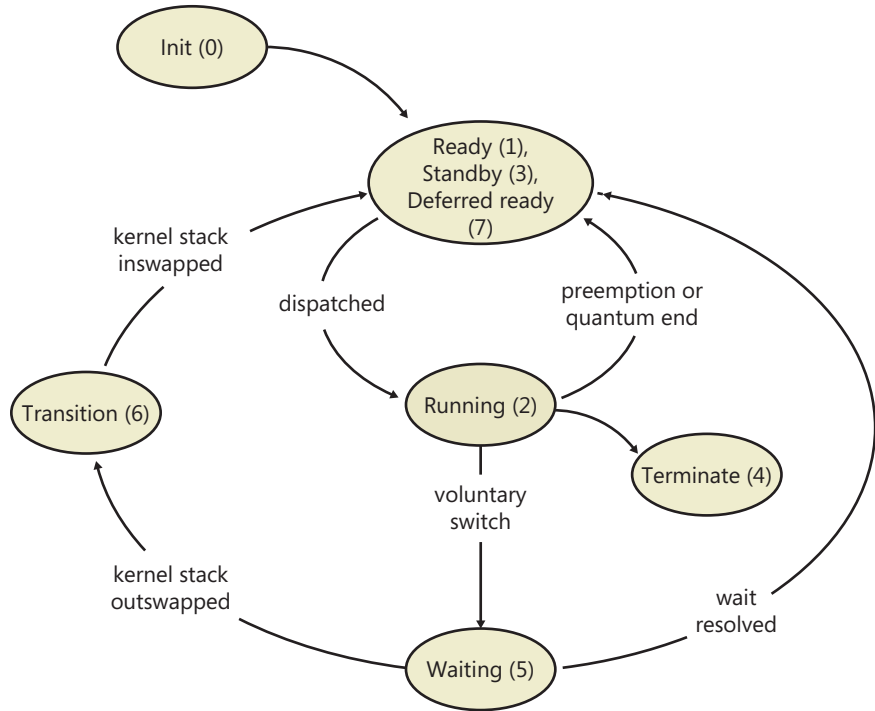 Init (0)
Ready (1),
Standby (3),
Deferred ready
(7)
kernel stack
inswapped
dispatched
preemption or
quantum end
Transition (6)
Running (2)
Terminate (4)
voluntary
switch
kernel stack
outswapped
wait
resolved
Waiting (5)